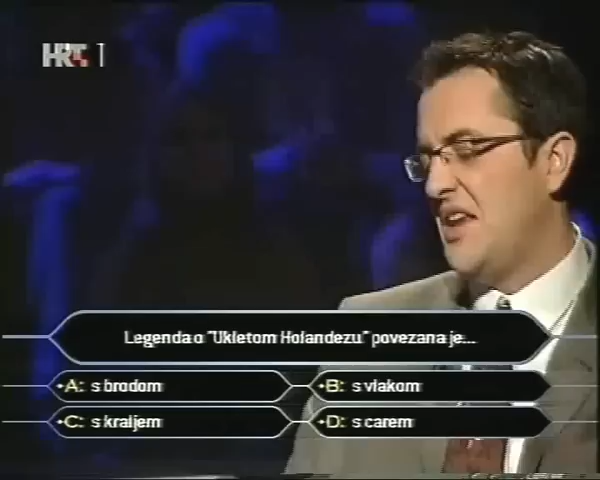 HRT 1
Legenda o "Ukletom Holandezu" povezana je...
A: s brodom
B: s vlakom
C: s kraljem
D: s carem